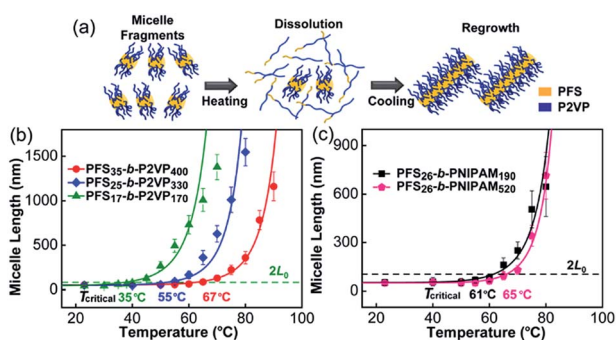 (a)
Micelle
Fragments
Dissolution
Regrowth
Heating
Cooling
PFS
P2VP
(b)
1500
1000
500
0
Micelle Length (nm)
PFS35-b-P2VP400
PFS25-b-P2VP330
PFS17-b-P2VP170
2L0
Tcritical 35°C 55°C 67°C
20 40 60 80 100
Temperature (°C)
(c)
900
600
300
0
Micelle Length (nm)
PFS26-b-PNIPAM190
PFS26-b-PNIPAM520
2L0
Tcritical 61°C 65°C
20 40 60 80 100
Temperature (°C)